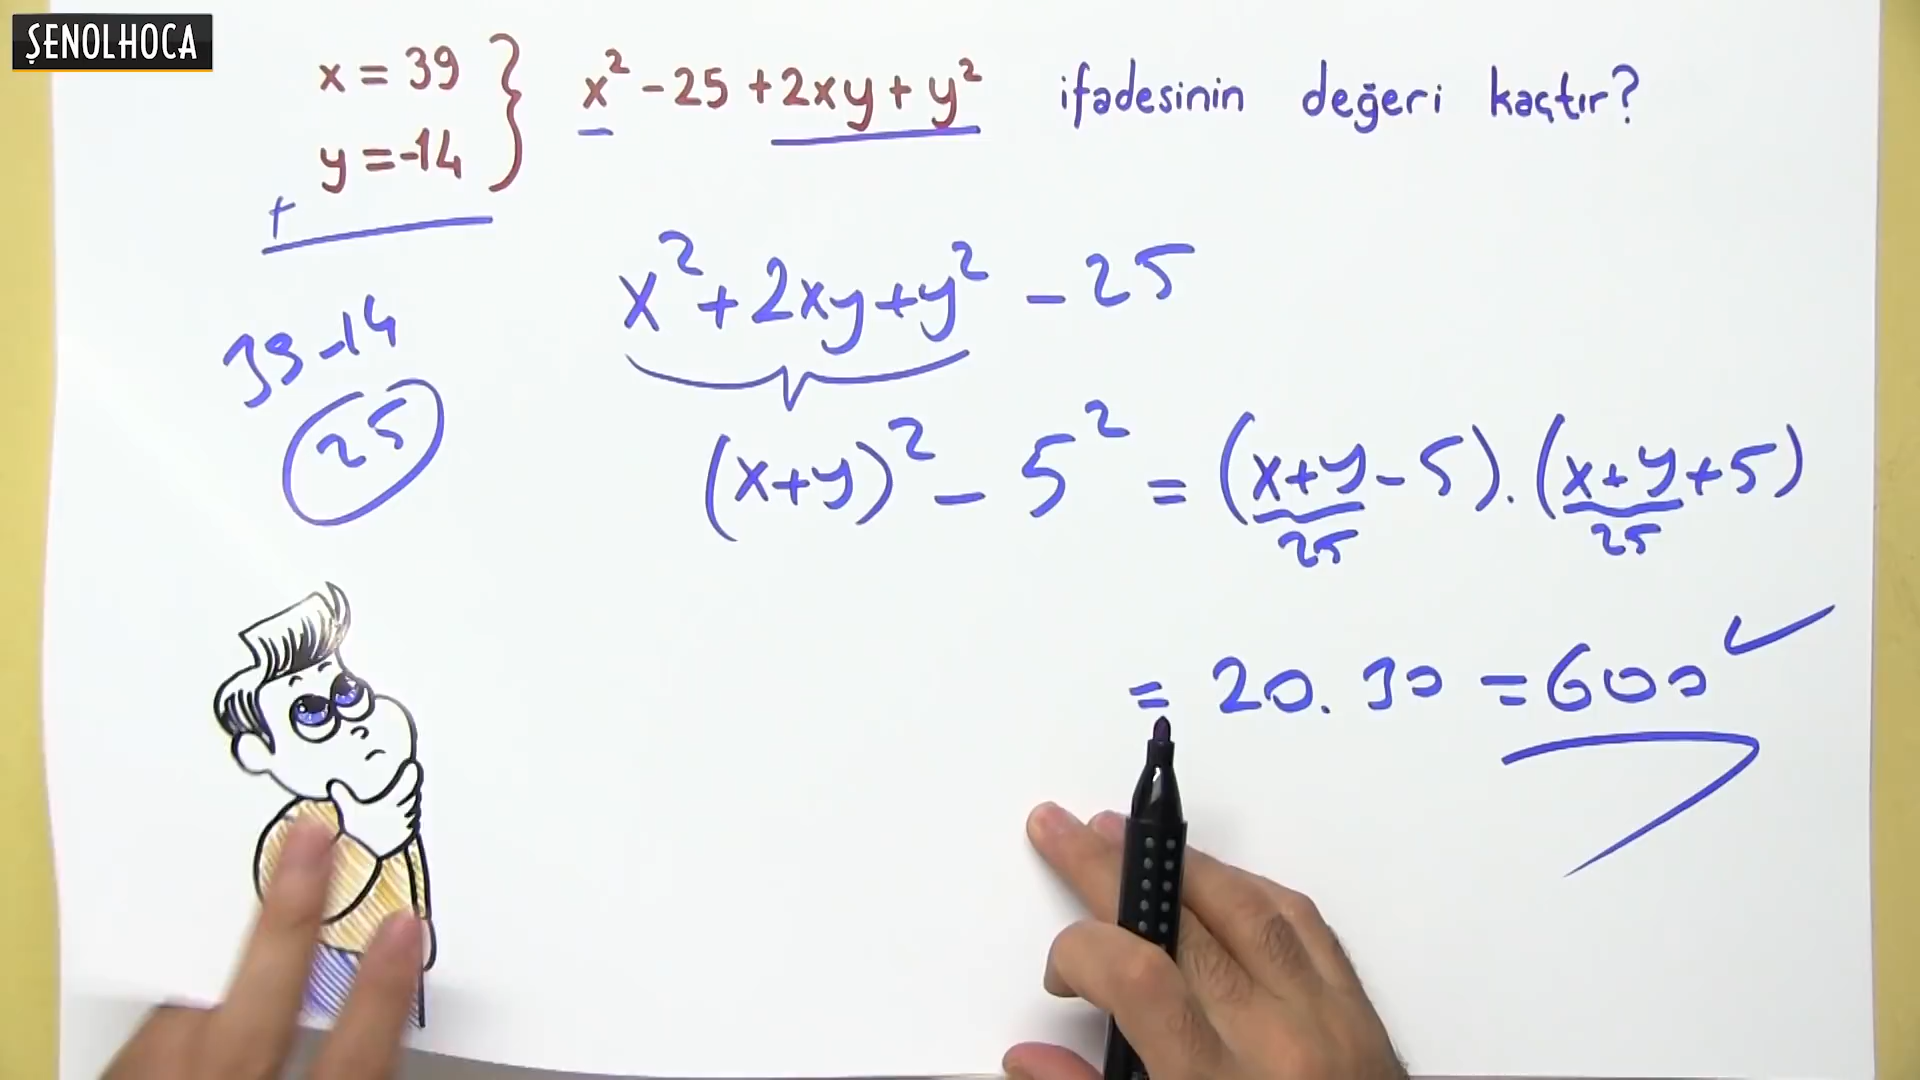 ŞENOLHOCA
x = 39
y = -14
x² - 25 + 2xy + y² ifadesinin değeri kaçtır?
+
39-14
25
x² + 2xy + y² - 25
(x+y)² - 5² = (x+y-5).(x+y+5)
25 25
= 20.30 = 600